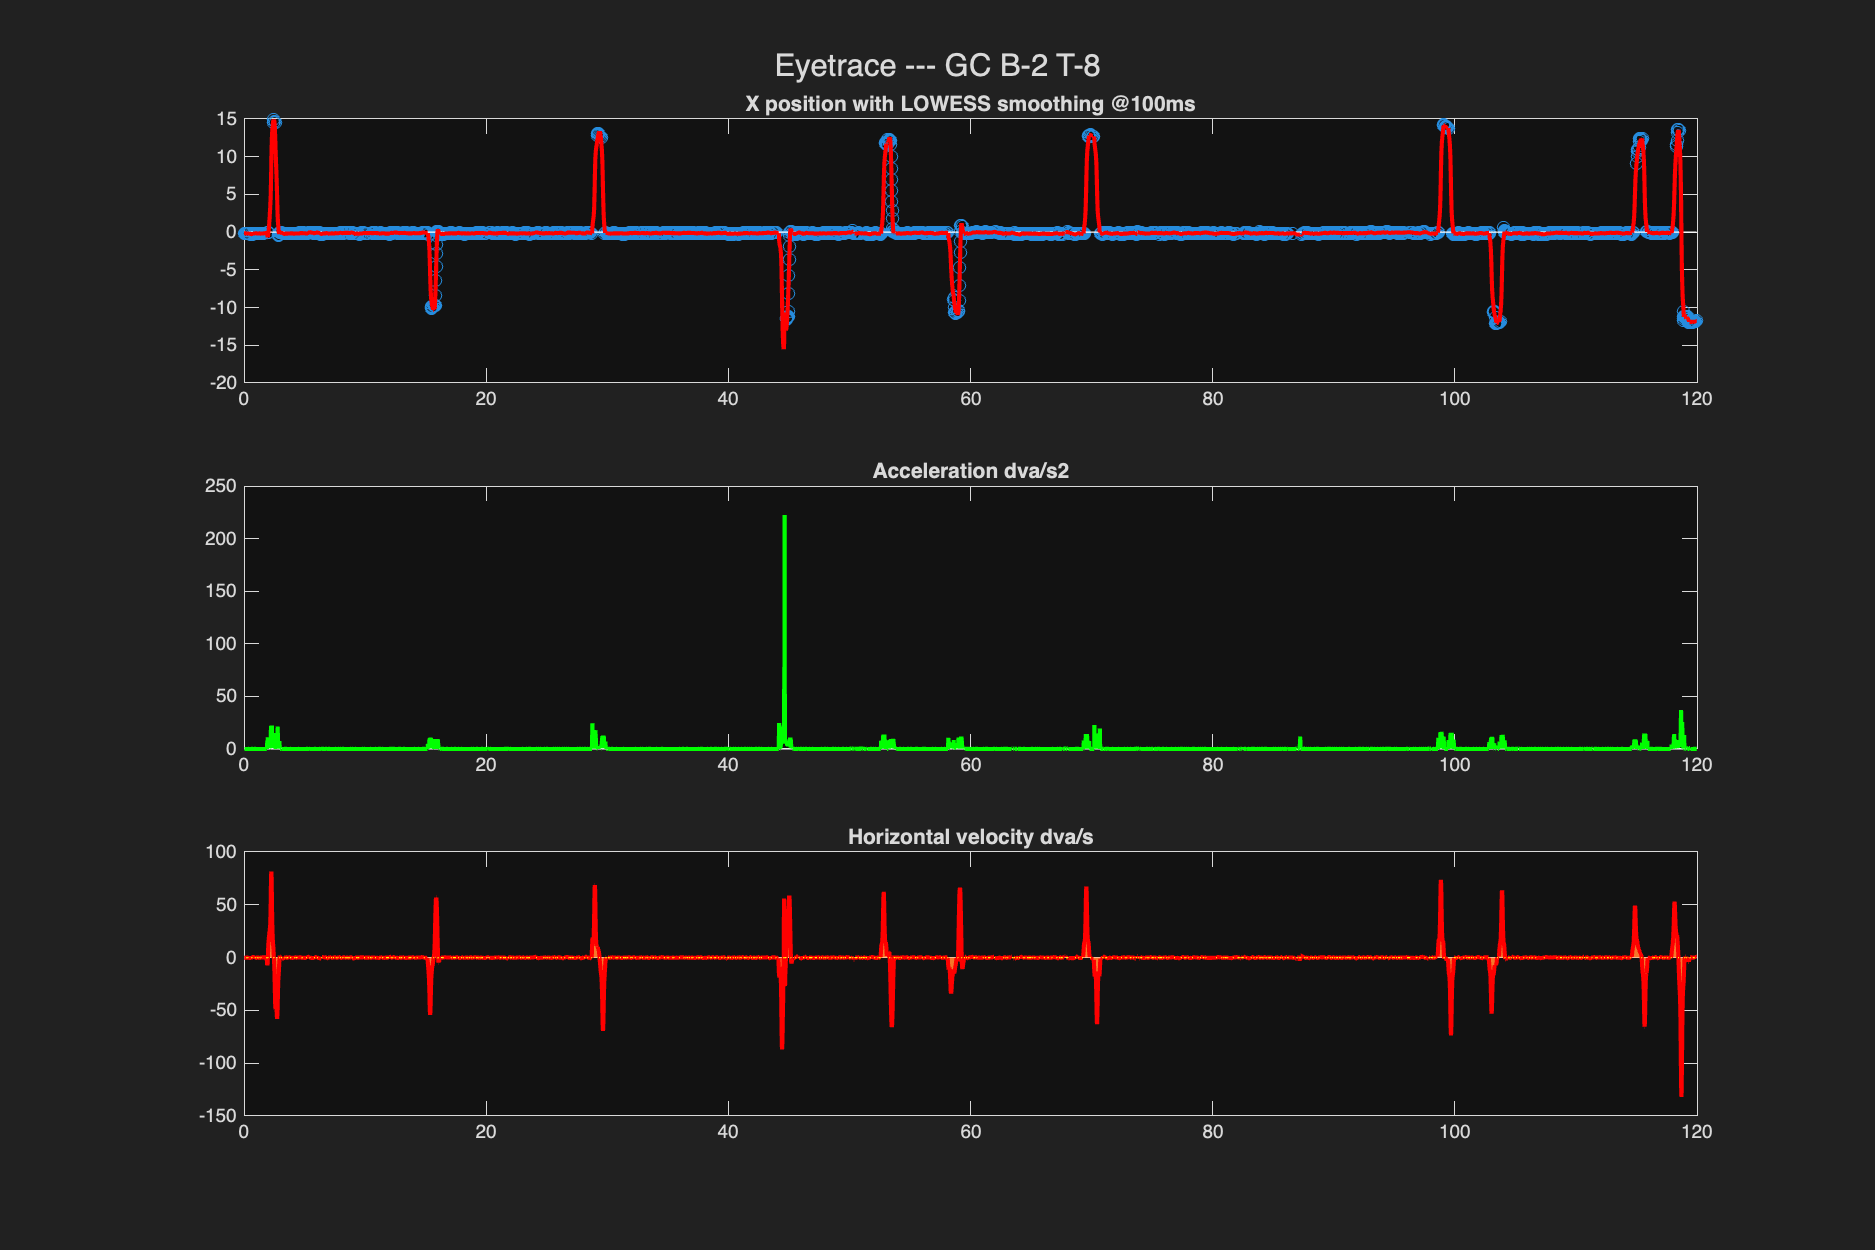 Eyetrace --- GC B-2 T-8
X position with LOWESS smoothing @100ms
15
10
5
0
-5
-10
-15
-20
0 20 40 60 80 100 120
Acceleration dva/s2
250
200
150
100
50
0
0 20 40 60 80 100 120
Horizontal velocity dva/s
100
50
0
-50
-100
-150
0 20 40 60 80 100 120